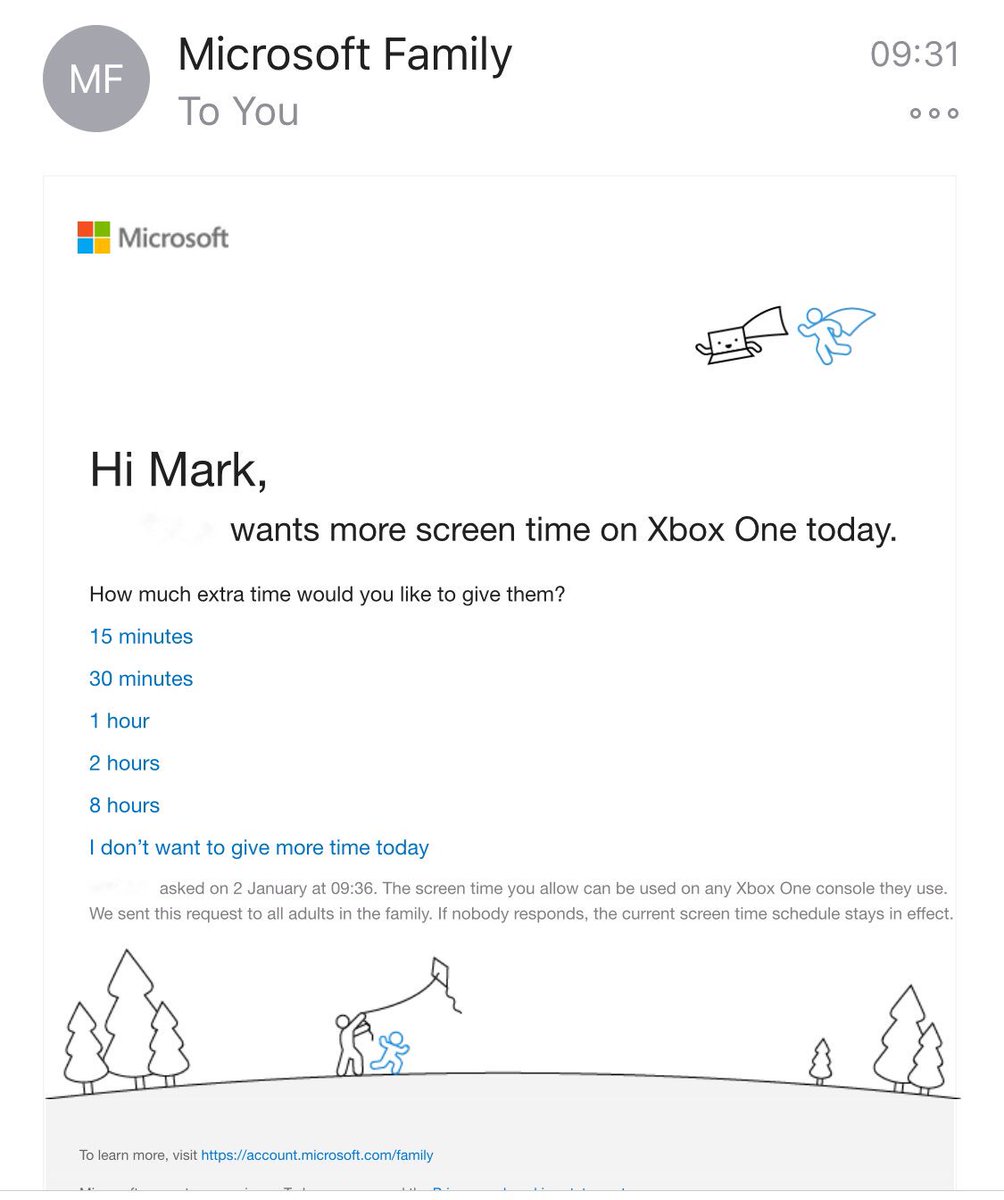 MF
Microsoft Family
09:31
To You
Microsoft
Hi Mark,
wants more screen time on Xbox One today.
How much extra time would you like to give them?
15 minutes
30 minutes
1 hour
2 hours
8 hours
I don’t want to give more time today
asked on 2 January at 09:36. The screen time you allow can be used on any Xbox One console they use.
We sent this request to all adults in the family. If nobody responds, the current screen time schedule stays in effect.
To learn more, visit https://account.microsoft.com/family